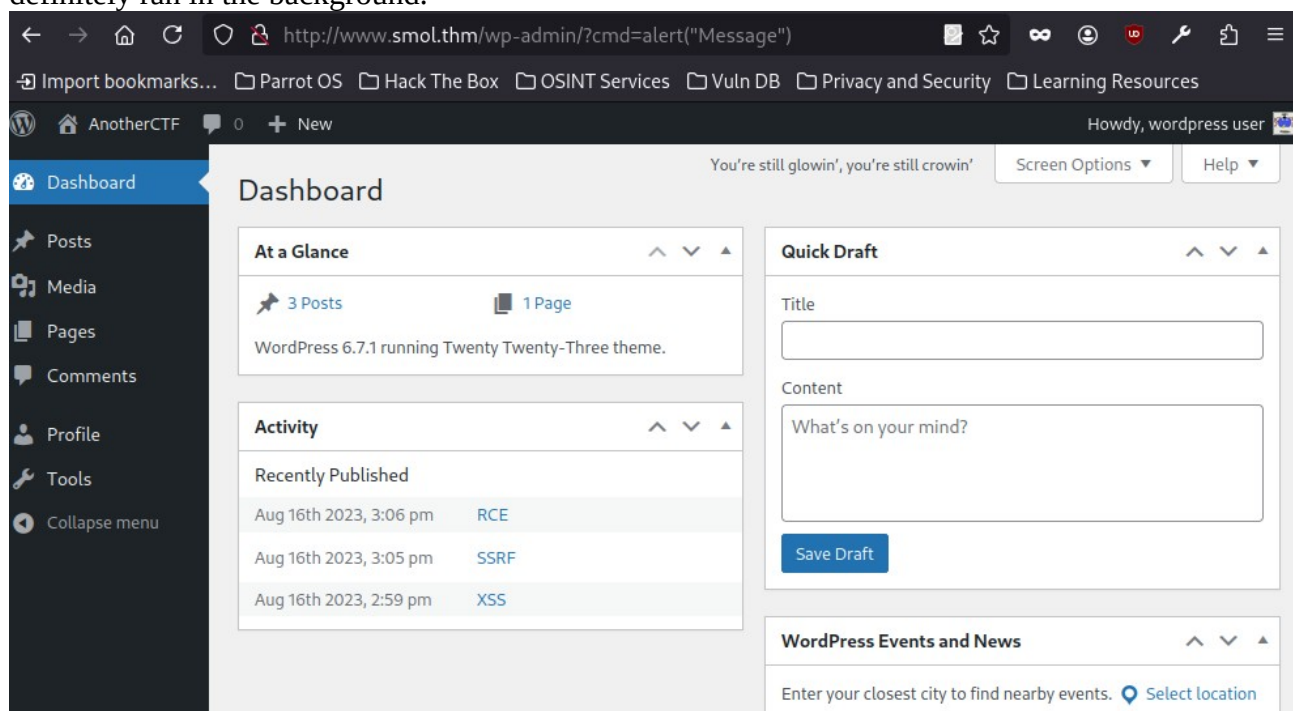 definitely run in the background.
http://www.smol.thm/wp-admin/?cmd=alert("Message")
Import bookmarks... Parrot OS Hack The Box OSINT Services Vuln DB Privacy and Security Learning Resources
AnotherCTF 0 + New Howdy, wordpress user
You're still glowin', you're still crowin' Screen Options Help
Dashboard
Posts
Media
Pages
Comments
Profile
Tools
Collapse menu
Dashboard
At a Glance
3 Posts 1 Page
WordPress 6.7.1 running Twenty Twenty-Three theme.
Activity
Recently Published
Aug 16th 2023, 3:06 pm RCE
Aug 16th 2023, 3:05 pm SSRF
Aug 16th 2023, 2:59 pm XSS
Quick Draft
Title
Content
What's on your mind?
Save Draft
WordPress Events and News
Enter your closest city to find nearby events. Select location